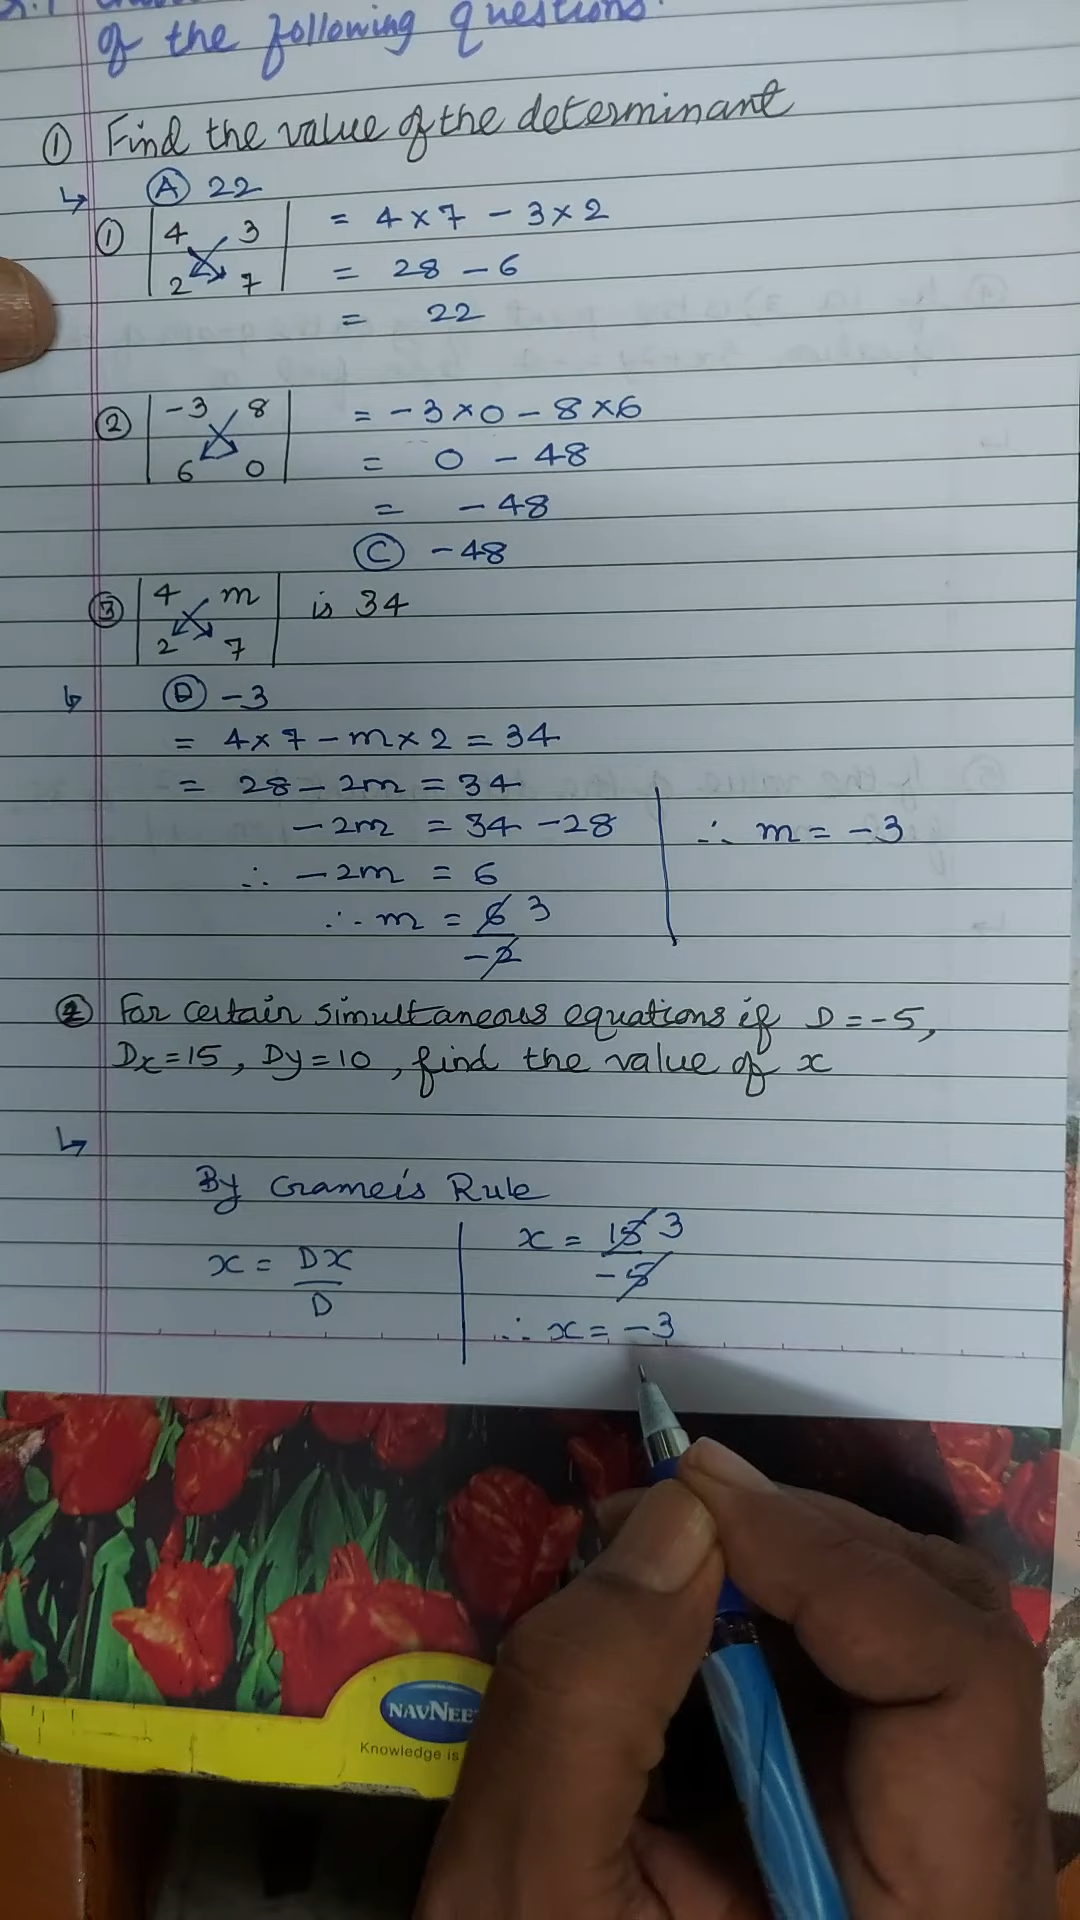 of the following questions.
① Find the value of the determinant
↳ Ⓐ 22
① | 4 3 | = 4 × 7 - 3 × 2
| 2 7 | = 28 - 6
= 22
② | -3 8 | = -3 × 0 - 8 × 6
| 6 0 | = 0 - 48
= - 48
Ⓒ -48
③ | 4 m | is 34
| 2 7 |
↳ Ⓓ -3
= 4 × 7 - m × 2 = 34
= 28 - 2m = 34
- 2m = 34 - 28
∴ - 2m = 6
∴ m = 6 3
-2
∴ m = -3
② For certain simultaneous equations if D = -5,
Dx = 15, Dy = 10, find the value of x
↳
By Cramer's Rule
x = Dx
D
x = 15 3
-5
∴ x = -3
NAVNEE
Knowledge is